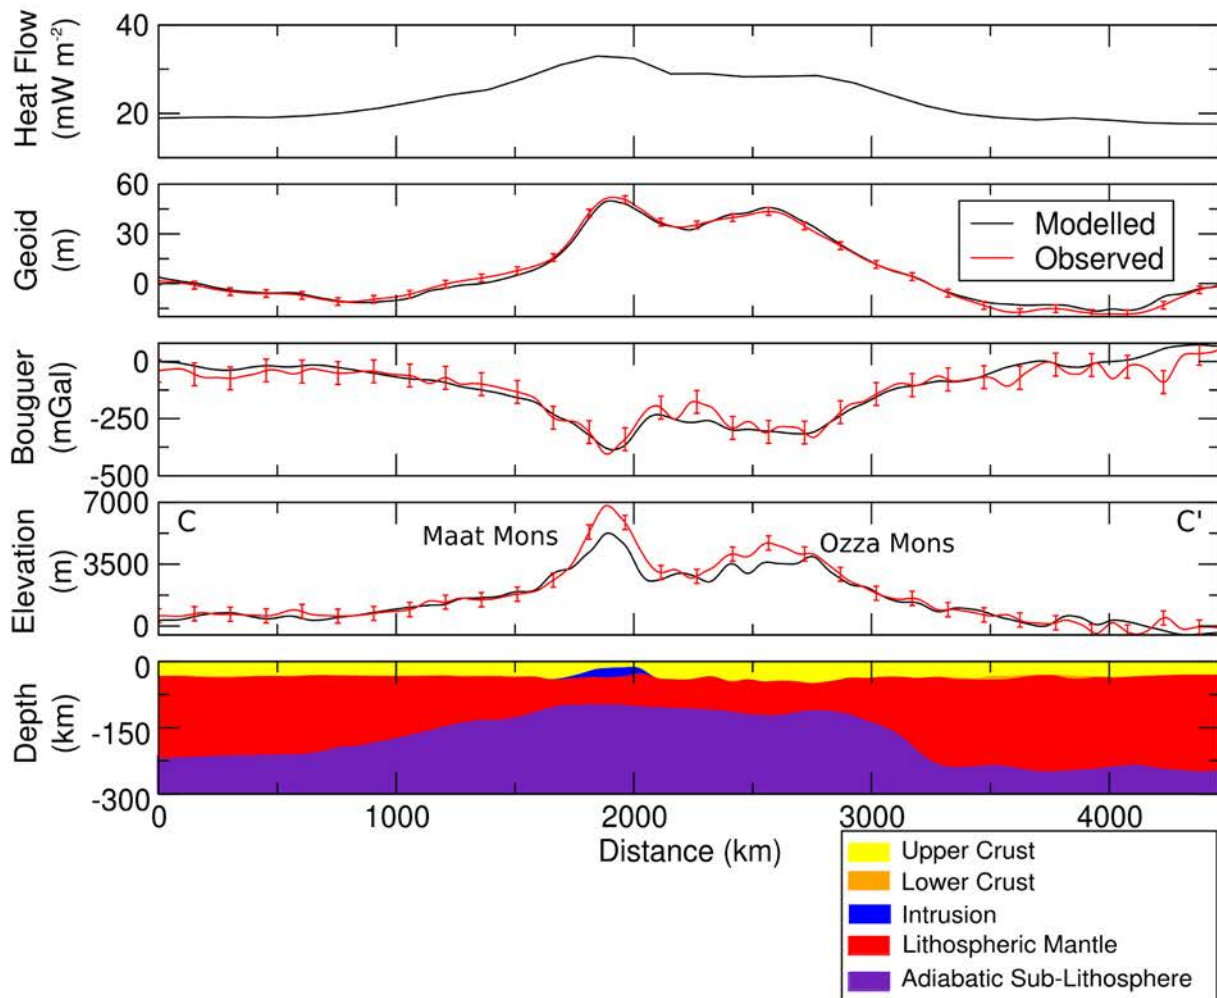 Heat Flow
(mW m⁻²)
40
20
Geoid
(m)
60
30
0
Modelled
Observed
Bouguer
(mGal)
0
-250
-500
Elevation
(m)
7000
3500
0
C
C'
Maat Mons
Ozza Mons
Depth
(km)
0
-150
-300
0 1000 2000 3000 4000
Distance (km)
Upper Crust
Lower Crust
Intrusion
Lithospheric Mantle
Adiabatic Sub-Lithosphere